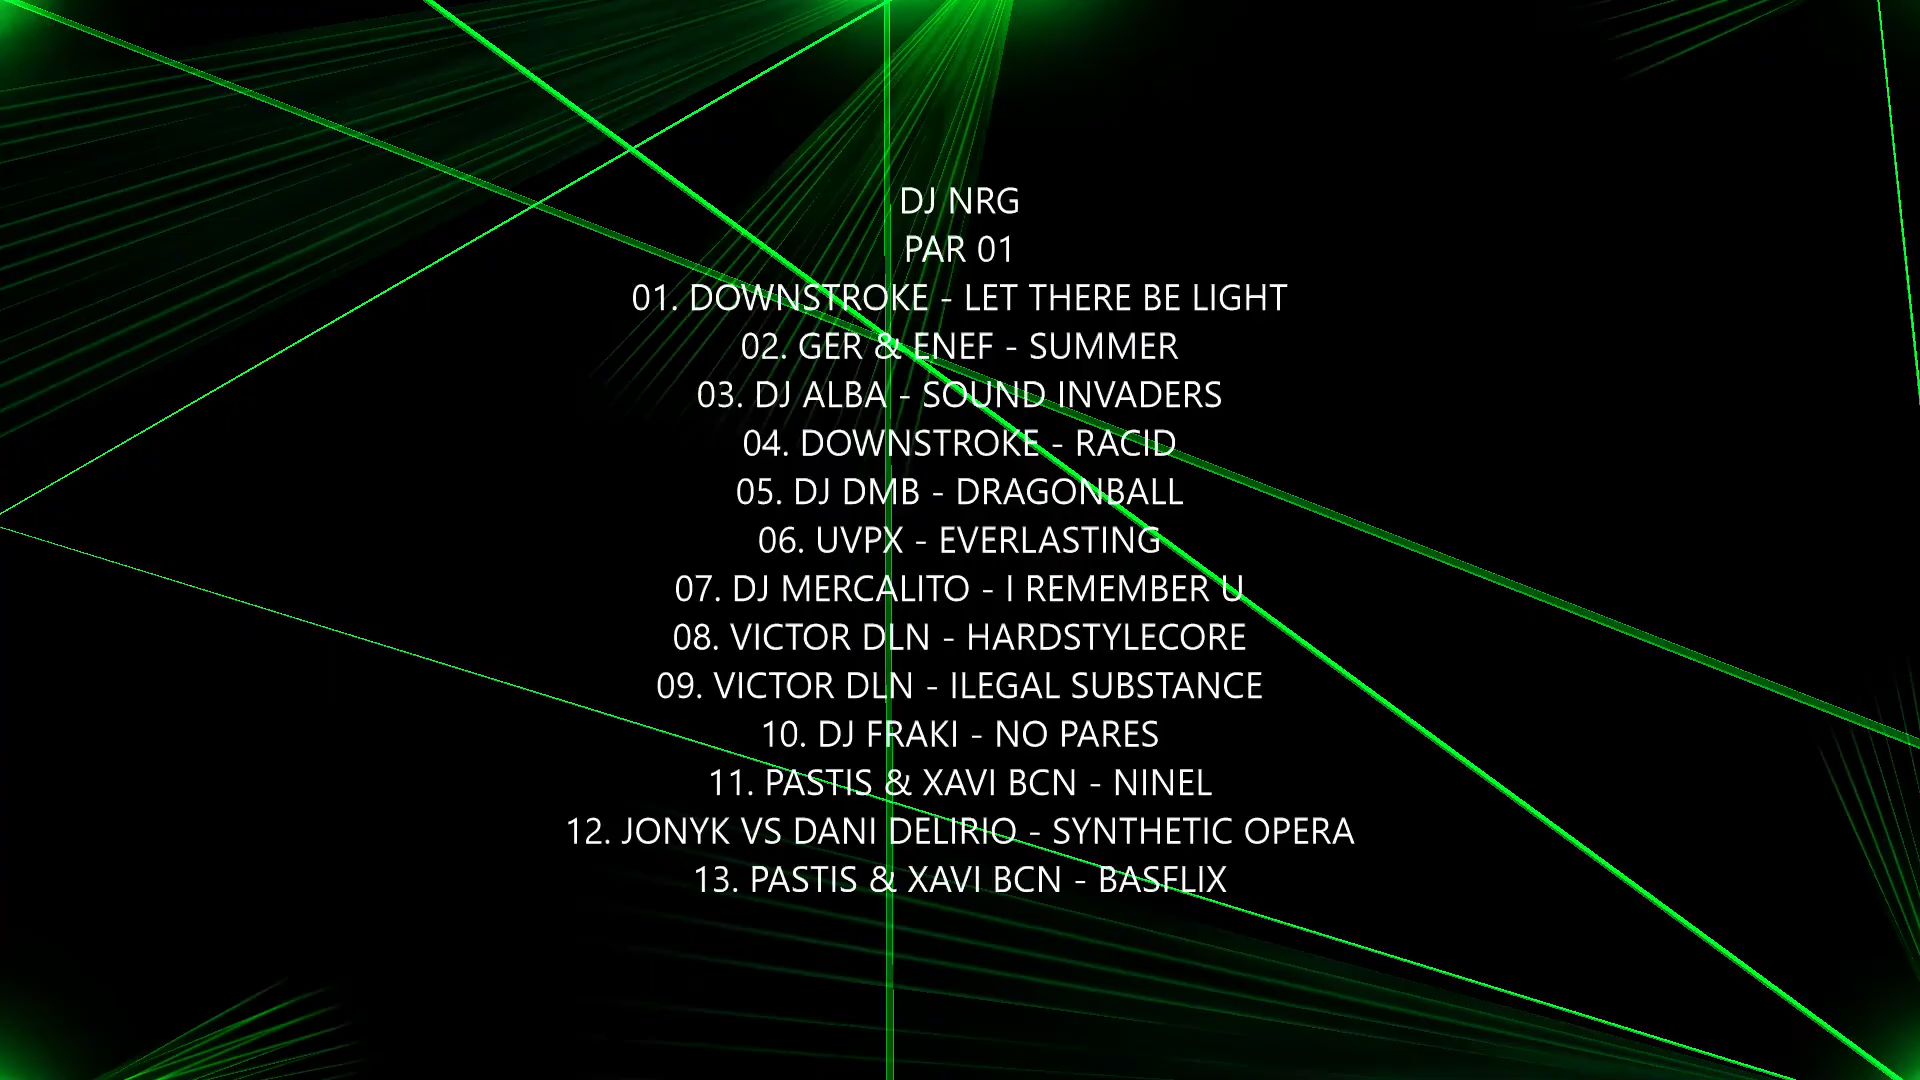 DJ NRG
PAR 01
01. DOWNSTROKE - LET THERE BE LIGHT
02. GER & ENEF - SUMMER
03. DJ ALBA - SOUND INVADERS
04. DOWNSTROKE - RACID
05. DJ DMB - DRAGONBALL
06. UVPX - EVERLASTING
07. DJ MERCALITO - I REMEMBER U
08. VICTOR DLN - HARDSTYLECORE
09. VICTOR DLN - ILEGAL SUBSTANCE
10. DJ FRAKI - NO PARES
11. PASTIS & XAVI BCN - NINEL
12. JONYK VS DANI DELIRIO - SYNTHETIC OPERA
13. PASTIS & XAVI BCN - BASFLIX